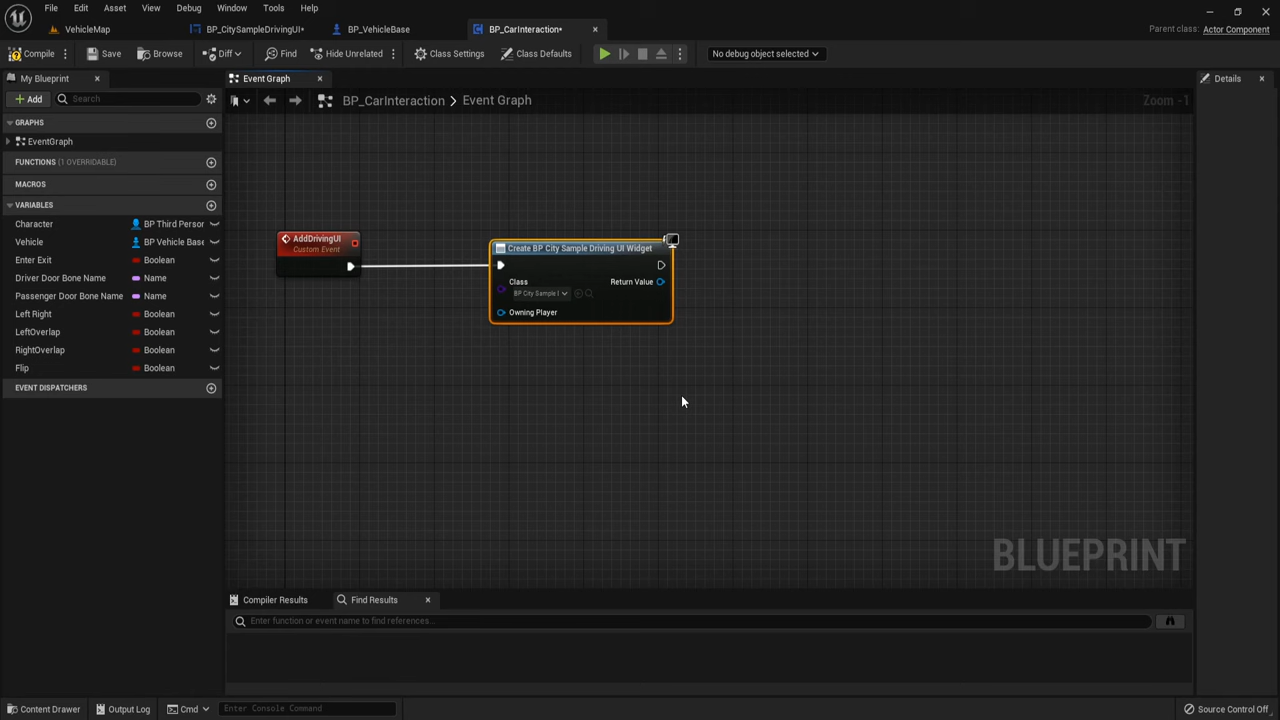 File Edit Asset View Debug Window Tools Help
VehicleMap BP_CitySampleDrivingUI* BP_VehicleBase BP_CarInteraction* Parent class: Actor Component
Compile Save Browse Diff Find Hide Unrelated Class Settings Class Defaults No debug object selected
My Blueprint Event Graph Details
Add Search BP_CarInteraction > Event Graph Zoom -1
GRAPHS
EventGraph
FUNCTIONS (1 OVERRIDABLE)
MACROS
VARIABLES
Character BP Third Person
Vehicle BP Vehicle Base
Enter Exit Boolean
Driver Door Bone Name Name
Passenger Door Bone Name Name
Left Right Boolean
LeftOverlap Boolean
RightOverlap Boolean
Flip Boolean
EVENT DISPATCHERS
AddDrivingUI
Custom Event
Create BP City Sample Driving UI Widget
Class Return Value
BP City Sample
Owning Player
BLUEPRINT
Compiler Results Find Results
Enter function or event name to find references...
Content Drawer Output Log Cmd Enter Console Command Source Control Off